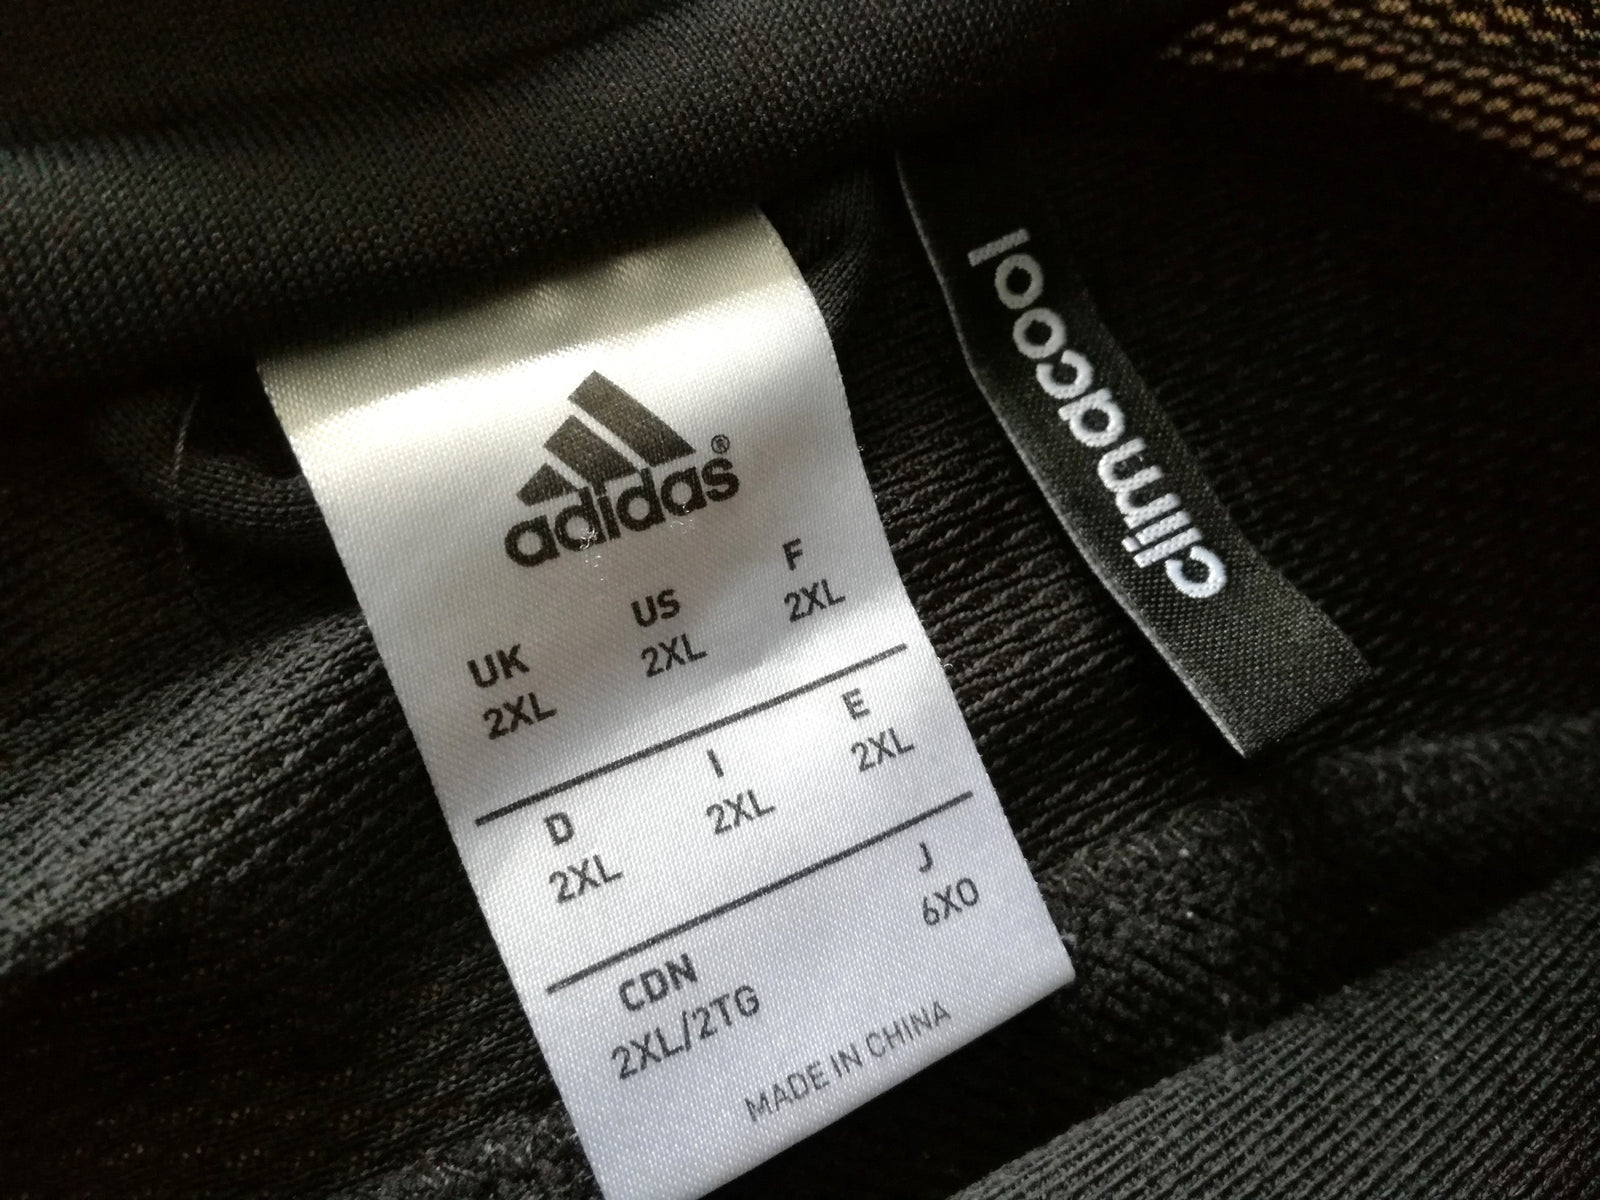 adidas®
UK US F
2XL 2XL 2XL
D I E
2XL 2XL 2XL
CDN J
2XL/2TG 6XO
MADE IN CHINA
climacool